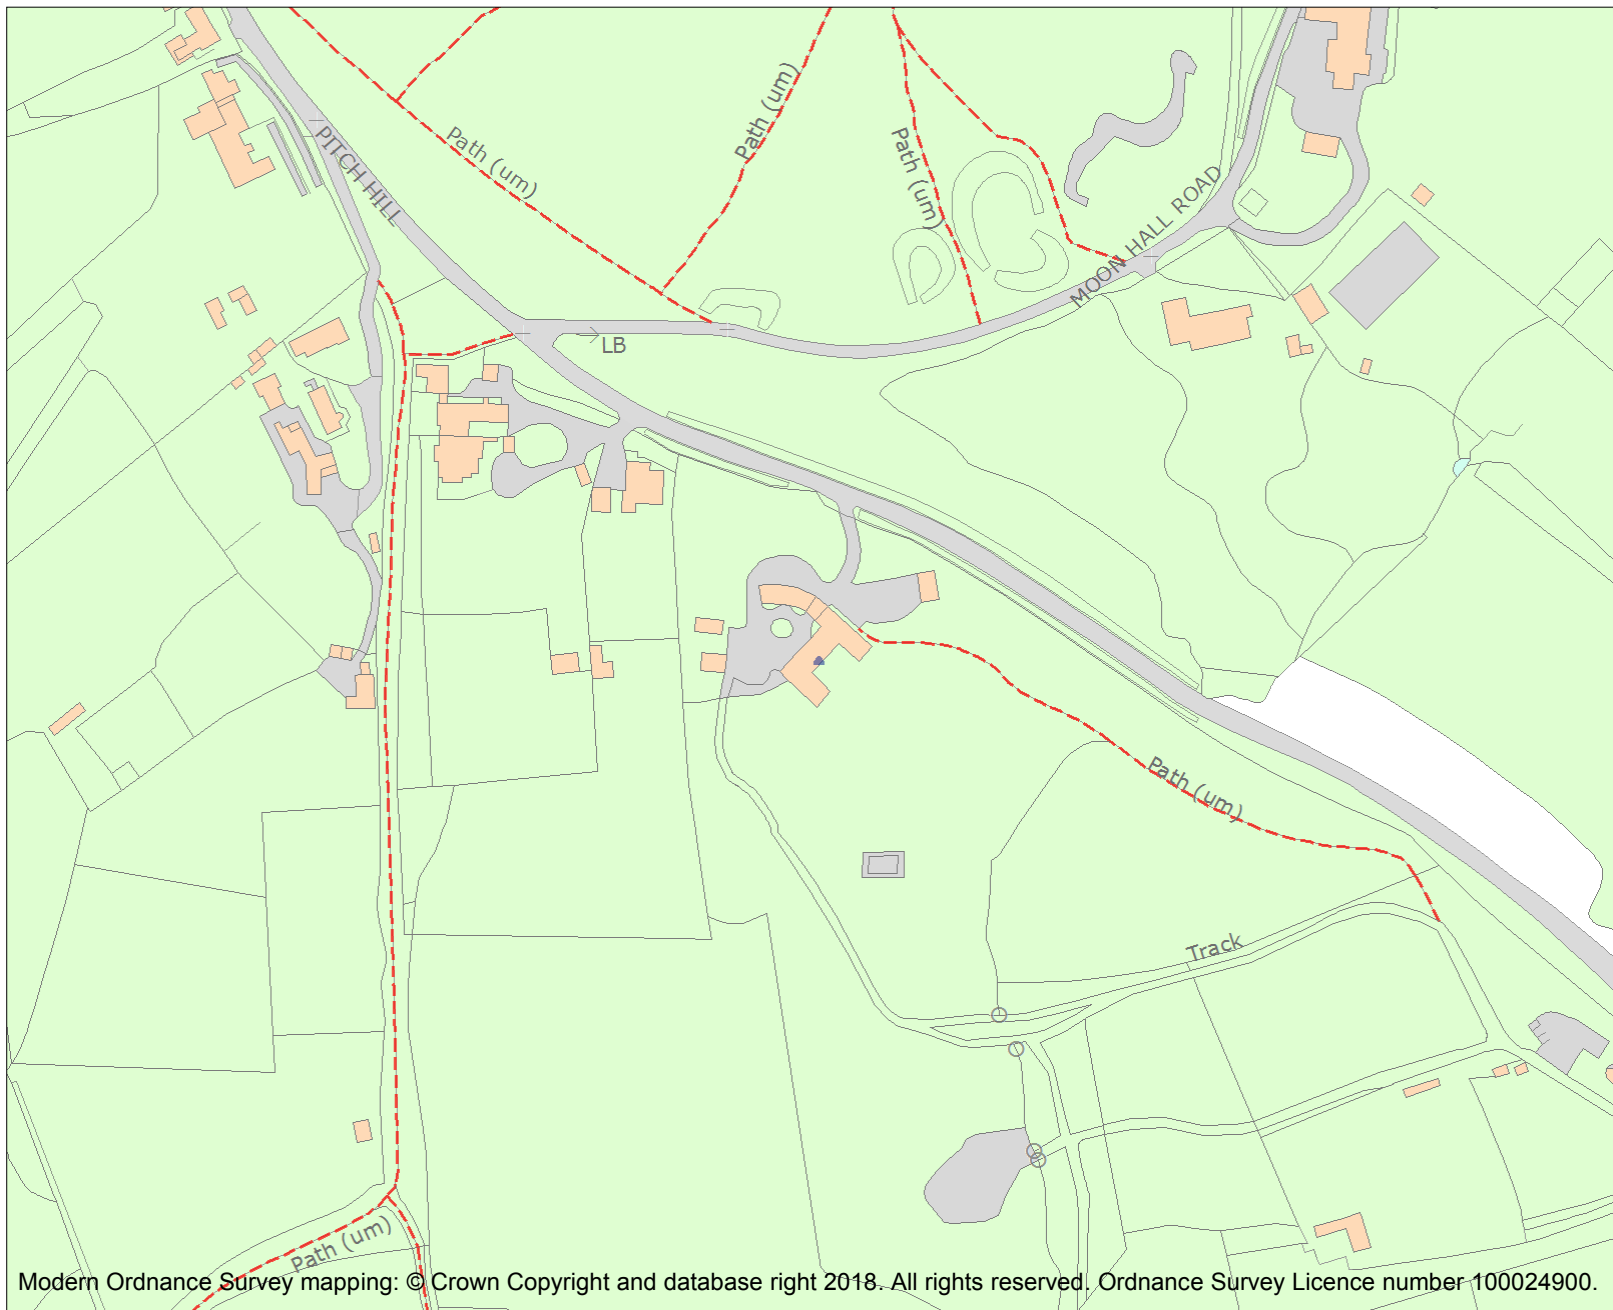 PITCH HILL
Path (um)
Path (um)
Path (um)
MOON HALL ROAD
LB
Path (um)
Track
Path (um)
Modern Ordnance Survey mapping: © Crown Copyright and database right 2018. All rights reserved. Ordnance Survey Licence number 100024900.